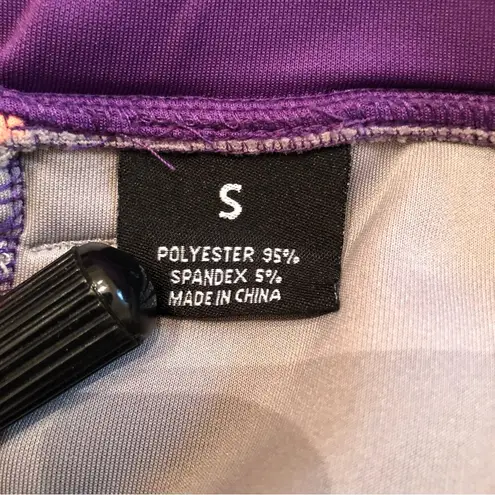 S
POLYESTER 95%
SPANDEX 5%
MADE IN CHINA